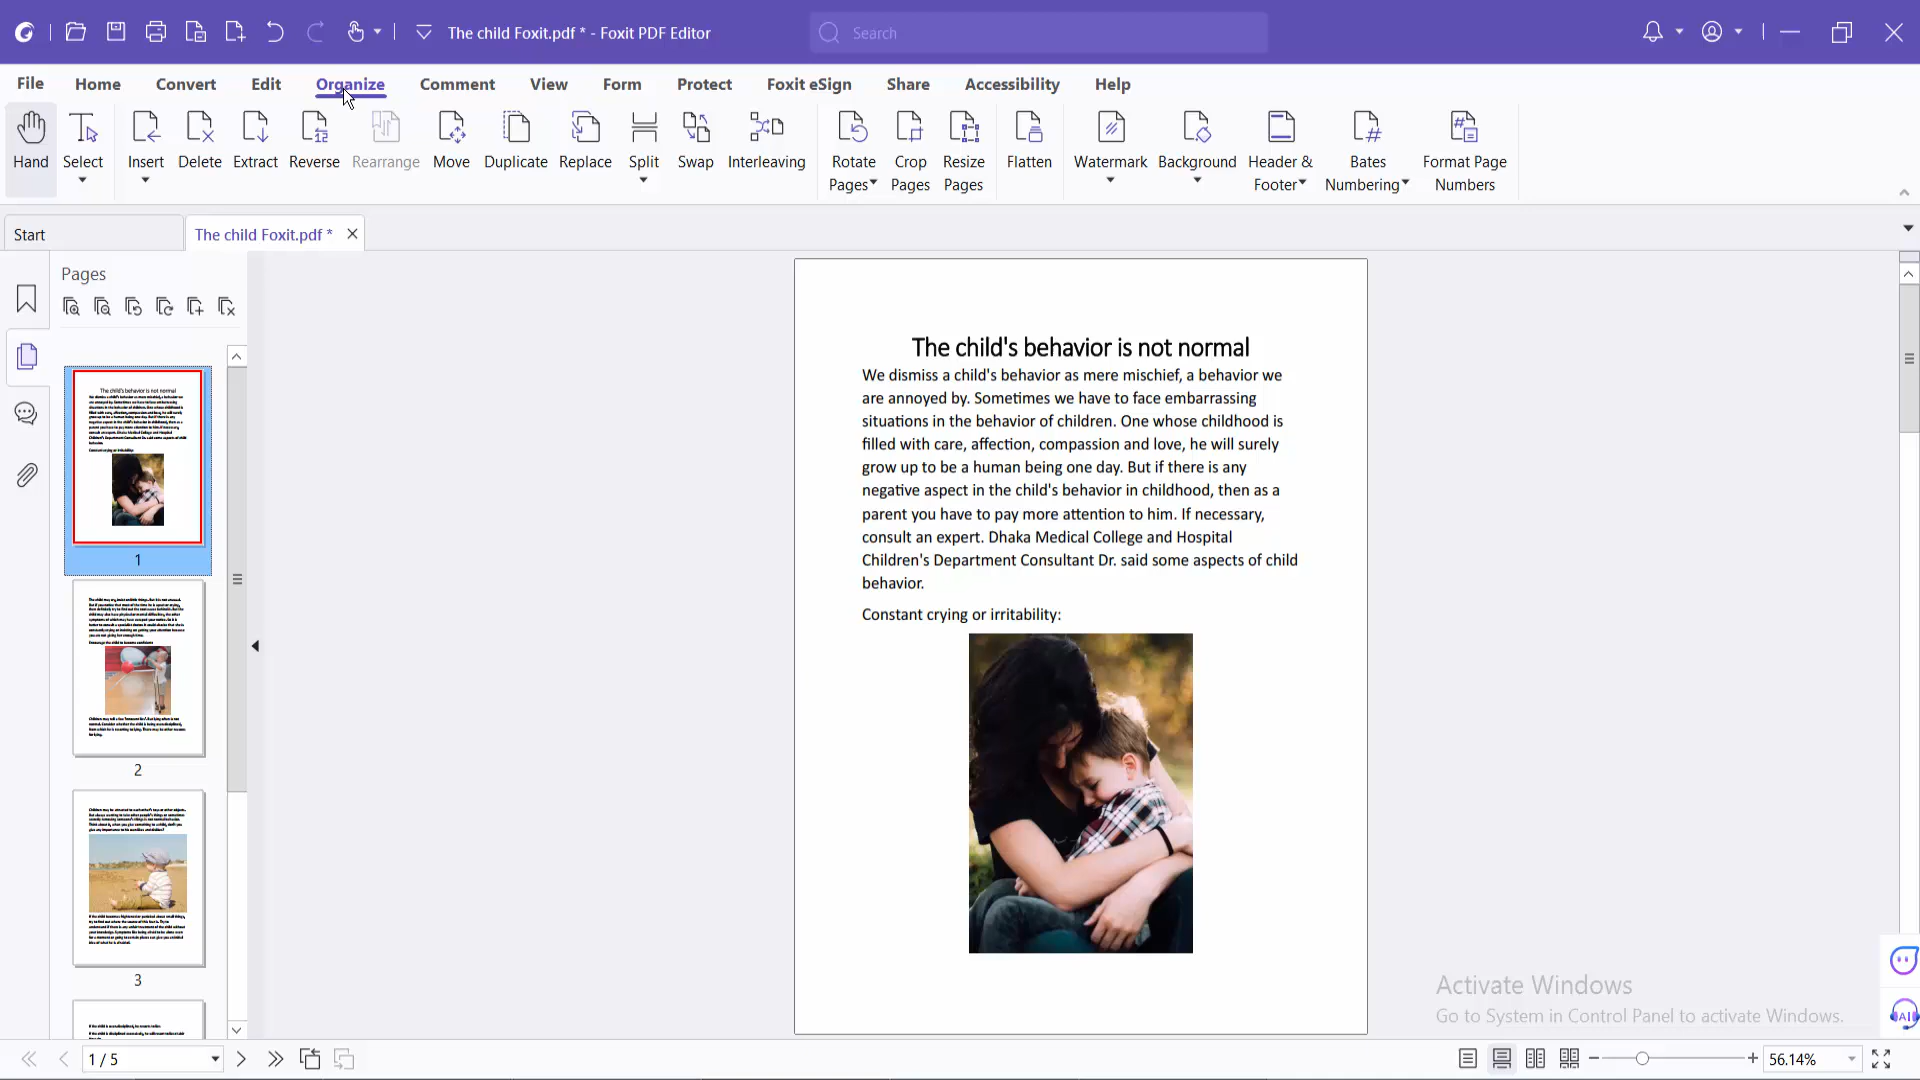 The child Foxit.pdf * - Foxit PDF Editor
Search
File Home Convert Edit Organize Comment View Form Protect Foxit eSign Share Accessibility Help
Hand Select Insert Delete Extract Reverse Rearrange Move Duplicate Replace Split Swap Interleaving Rotate Pages Crop Pages Resize Pages Flatten Watermark Background Header & Footer Bates Numbering Format Page Numbers
Start The child Foxit.pdf *
Pages
1
2
3
The child's behavior is not normal
We dismiss a child's behavior as mere mischief, a behavior we
are annoyed by. Sometimes we have to face embarrassing
situations in the behavior of children. One whose childhood is
filled with care, affection, compassion and love, he will surely
grow up to be a human being one day. But if there is any
negative aspect in the child's behavior in childhood, then as a
parent you have to pay more attention to him. If necessary,
consult an expert. Dhaka Medical College and Hospital
Children's Department Consultant Dr. said some aspects of child
behavior.
Constant crying or irritability:
Activate Windows
Go to System in Control Panel to activate Windows.
AI
1 / 5
56.14%